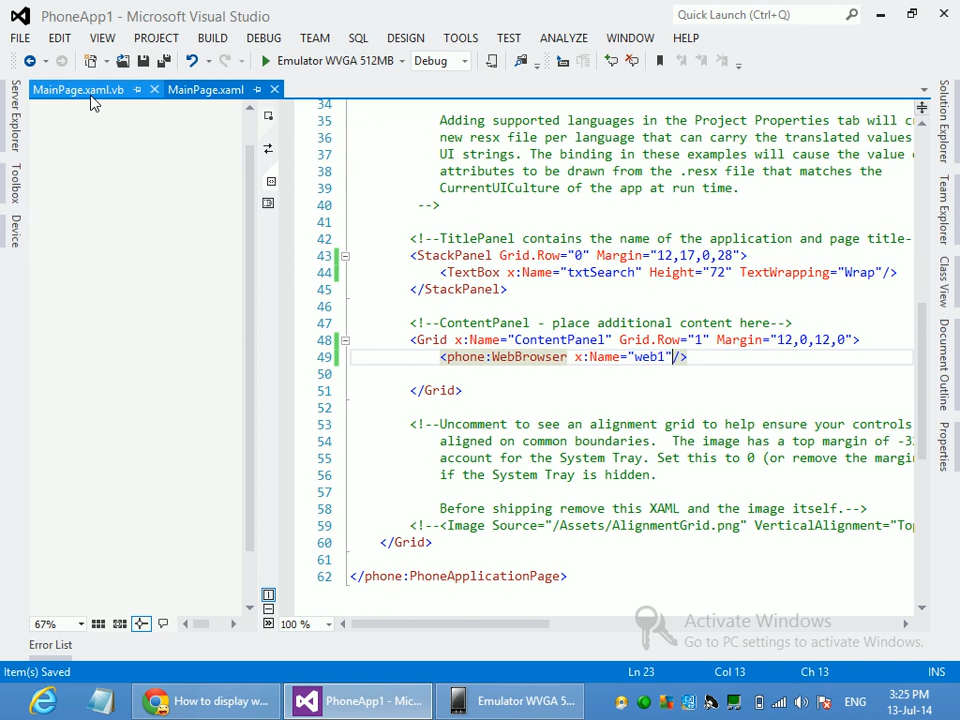 PhoneApp1 - Microsoft Visual Studio
Quick Launch (Ctrl+Q)
FILE EDIT VIEW PROJECT BUILD DEBUG TEAM SQL DESIGN TOOLS TEST ANALYZE WINDOW HELP
Emulator WVGA 512MB Debug
MainPage.xaml.vb MainPage.xaml
Server Explorer
Toolbox
Device
34
35 Adding supported languages in the Project Properties tab will c
36 new resx file per language that can carry the translated values
37 UI strings. The binding in these examples will cause the value
38 attributes to be drawn from the .resx file that matches the
39 CurrentUICulture of the app at run time.
40 -->
41
42 <!--TitlePanel contains the name of the application and page title-
43 <StackPanel Grid.Row="0" Margin="12,17,0,28">
44 <TextBox x:Name="txtSearch" Height="72" TextWrapping="Wrap"/>
45 </StackPanel>
46
47 <!--ContentPanel - place additional content here-->
48 <Grid x:Name="ContentPanel" Grid.Row="1" Margin="12,0,12,0">
49 <phone:WebBrowser x:Name="web1"/>
50
51 </Grid>
52
53 <!--Uncomment to see an alignment grid to help ensure your controls
54 aligned on common boundaries. The image has a top margin of -3
55 account for the System Tray. Set this to 0 (or remove the margin
56 if the System Tray is hidden.
57
58 Before shipping remove this XAML and the image itself.-->
59 <!--<Image Source="/Assets/AlignmentGrid.png" VerticalAlignment="Top
60 </Grid>
61
62 </phone:PhoneApplicationPage>
Solution Explorer
Team Explorer
Class View
Document Outline
Properties
67%
100 %
Activate Windows
Go to PC settings to activate Windows.
Error List
Item(s) Saved Ln 23 Col 13 Ch 13 INS
How to display w...
PhoneApp1 - Mic...
Emulator WVGA 5...
ENG
3:25 PM
13-Jul-14